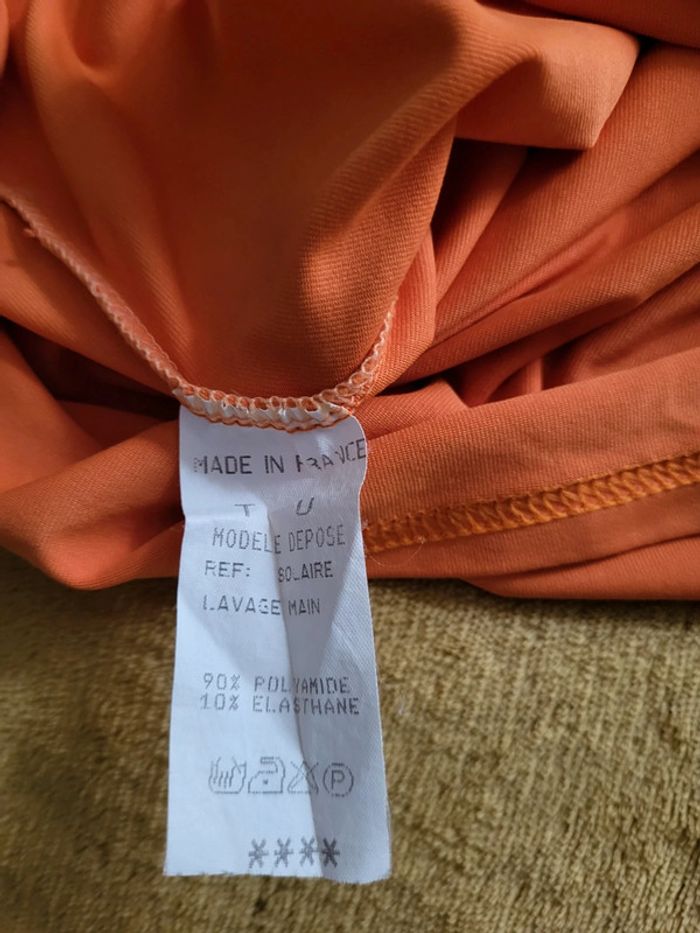 MADE IN FRANCE
T U
MODELE DEPOSE
REF: SOLAIRE
LAVAGE MAIN
90% POLYAMIDE
10% ELASTHANE
P
****